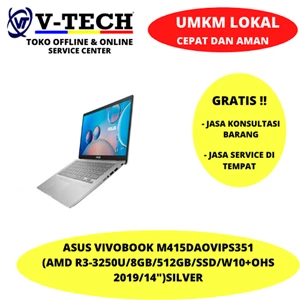 V-TECH
TOKO OFFLINE & ONLINE
SERVICE CENTER
UMKM LOKAL
CEPAT DAN AMAN
GRATIS !!
- JASA KONSULTASI
BARANG
- JASA SERVICE DI
TEMPAT
ASUS VIVOBOOK M415DAOVIPS351
(AMD R3-3250U/8GB/512GB/SSD/W10+OHS
2019/14")SILVER